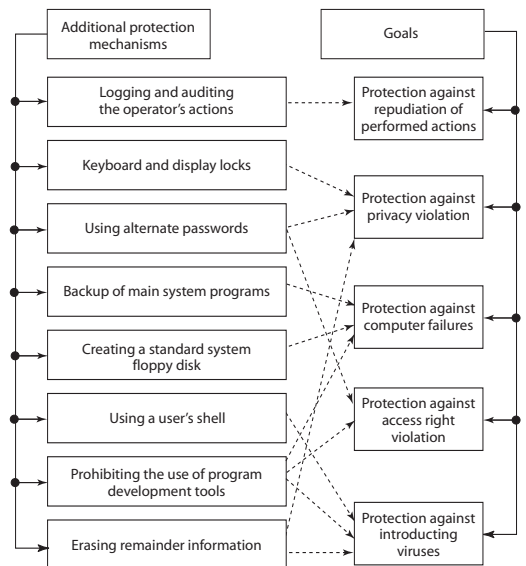 Additional protection
mechanisms
Goals
Logging and auditing
the operator's actions
Protection against
repudiation of
performed actions
Keyboard and display locks
Protection against
privacy violation
Using alternate passwords
Backup of main system programs
Protection against
computer failures
Creating a standard system
floppy disk
Using a user's shell
Protection against
access right
violation
Prohibiting the use of program
development tools
Erasing remainder information
Protection against
introducting
viruses